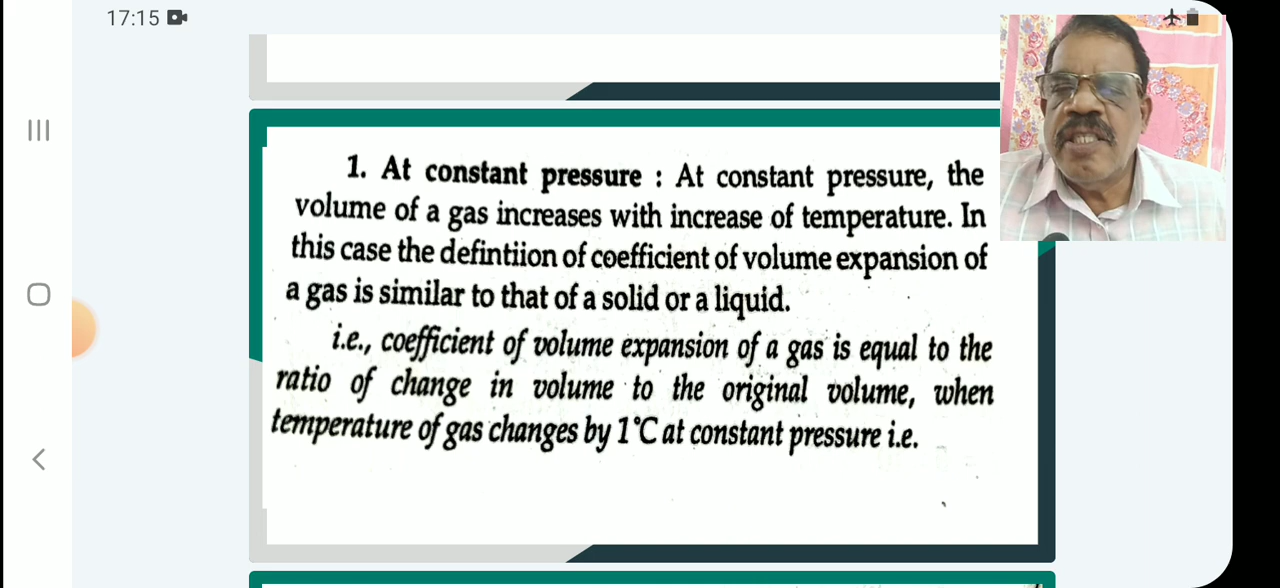 17:15
1. At constant pressure : At constant pressure, the
volume of a gas increases with increase of temperature. In
this case the defintiion of coefficient of volume expansion of
a gas is similar to that of a solid or a liquid.
i.e., coefficient of volume expansion of a gas is equal to the
ratio of change in volume to the original volume, when
temperature of gas changes by 1°C at constant pressure i.e.